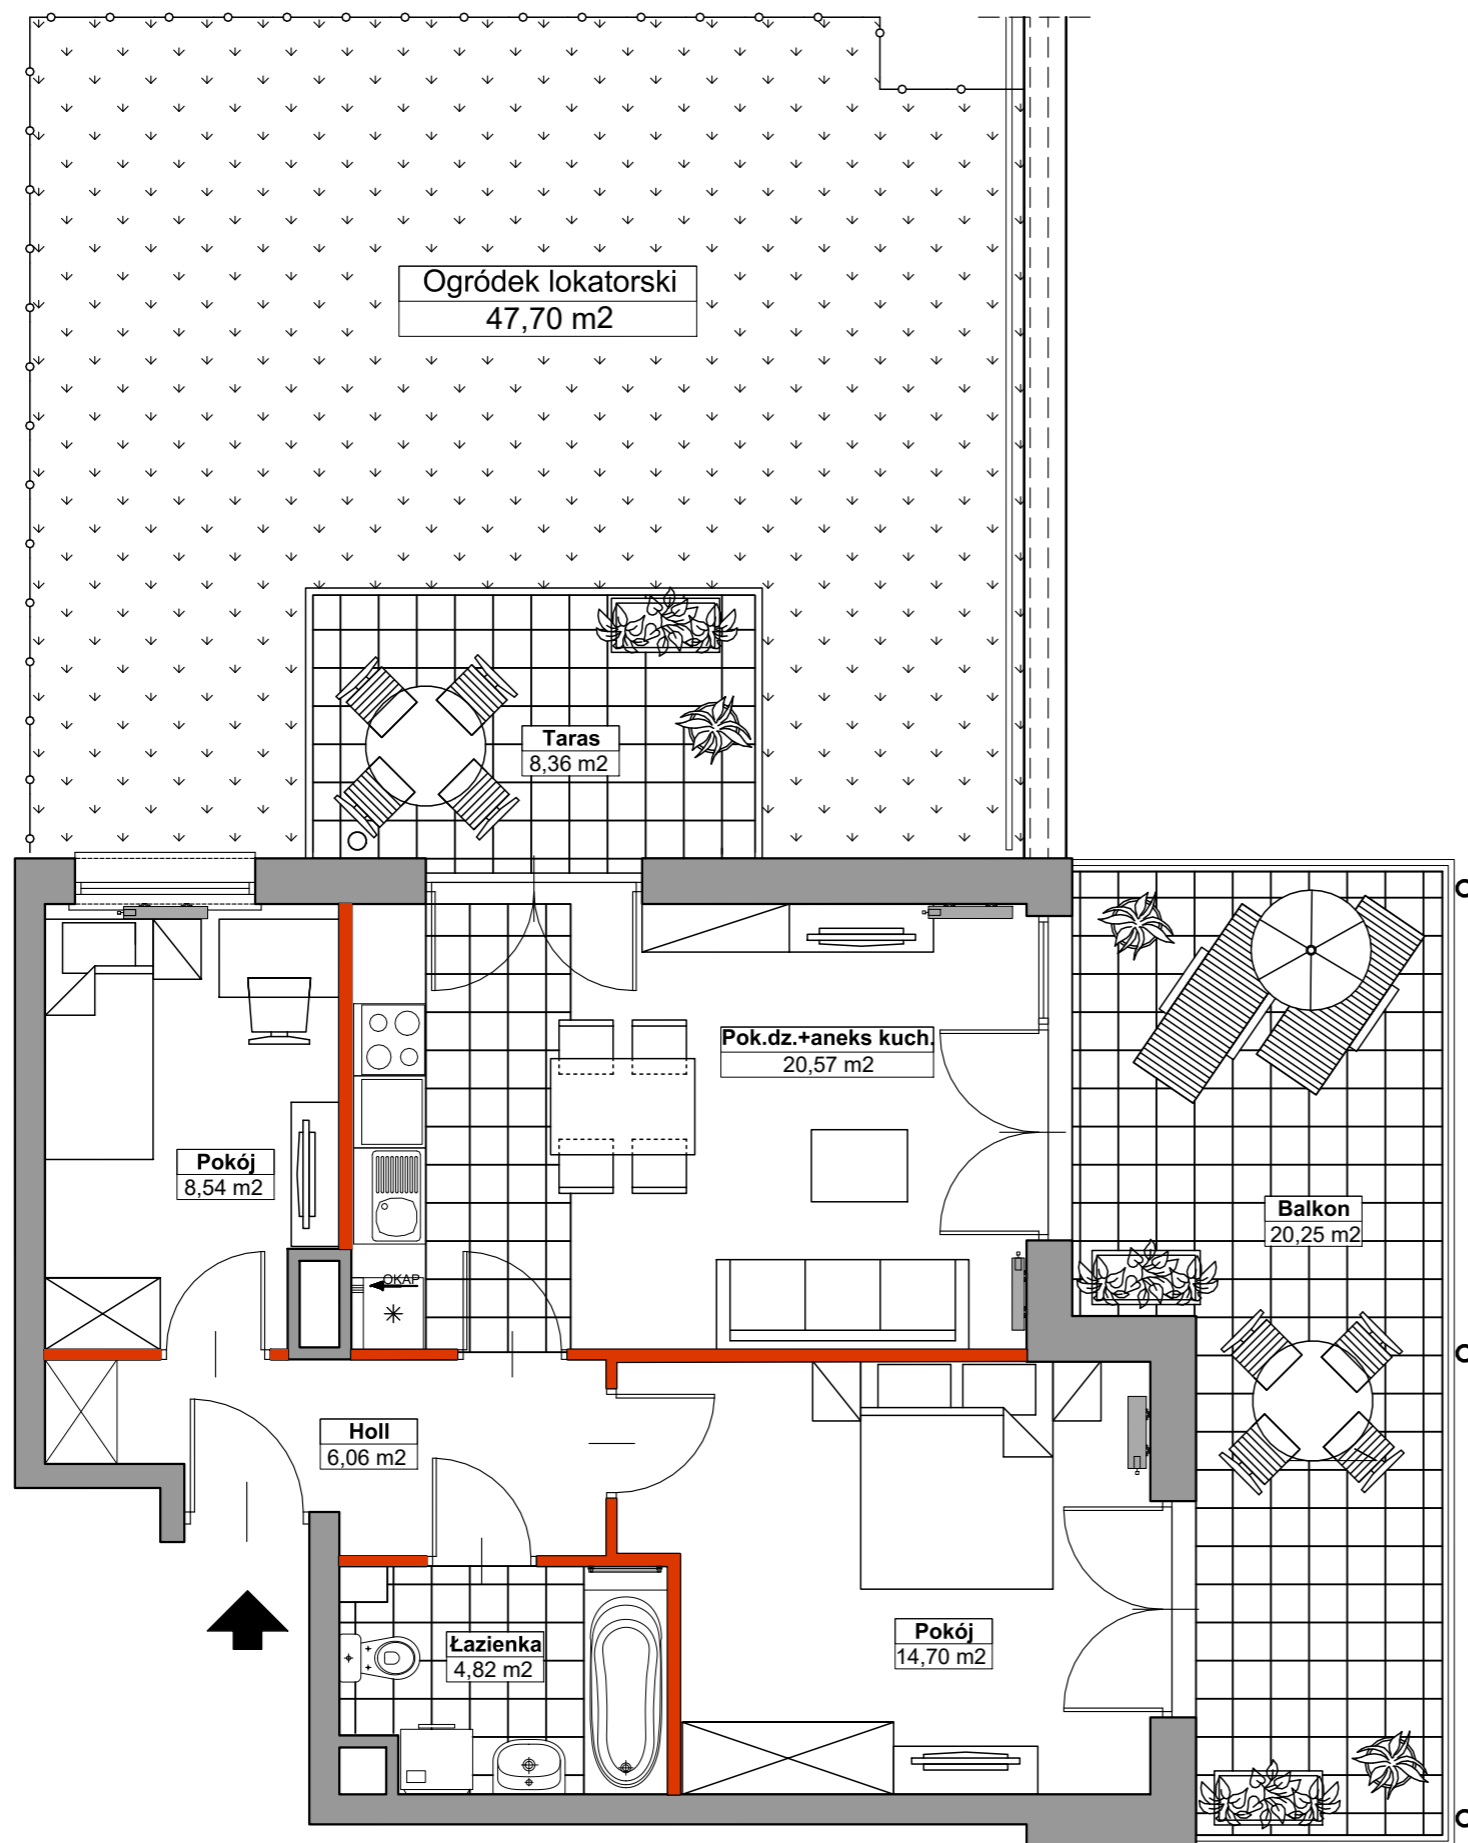 Ogródek lokatorski
47,70 m2
Taras
8,36 m2
Pok.dz.+aneks kuch.
20,57 m2
Pokój
8,54 m2
Balkon
20,25 m2
OKAP
Holl
6,06 m2
Łazienka
4,82 m2
Pokój
14,70 m2